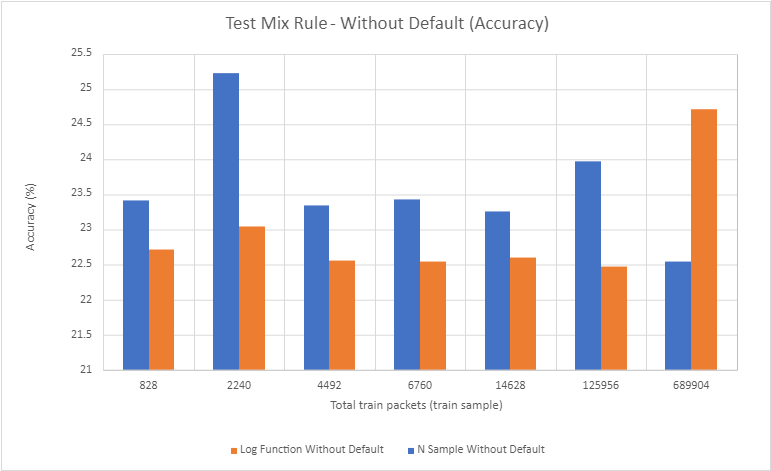 Test Mix Rule - Without Default (Accuracy)
25.5
25
24.5
24
23.5
23
22.5
22
21.5
21
Accuracy (%)
828 2240 4492 6760 14628 125956 689904
Total train packets (train sample)
Log Function Without Default N Sample Without Default